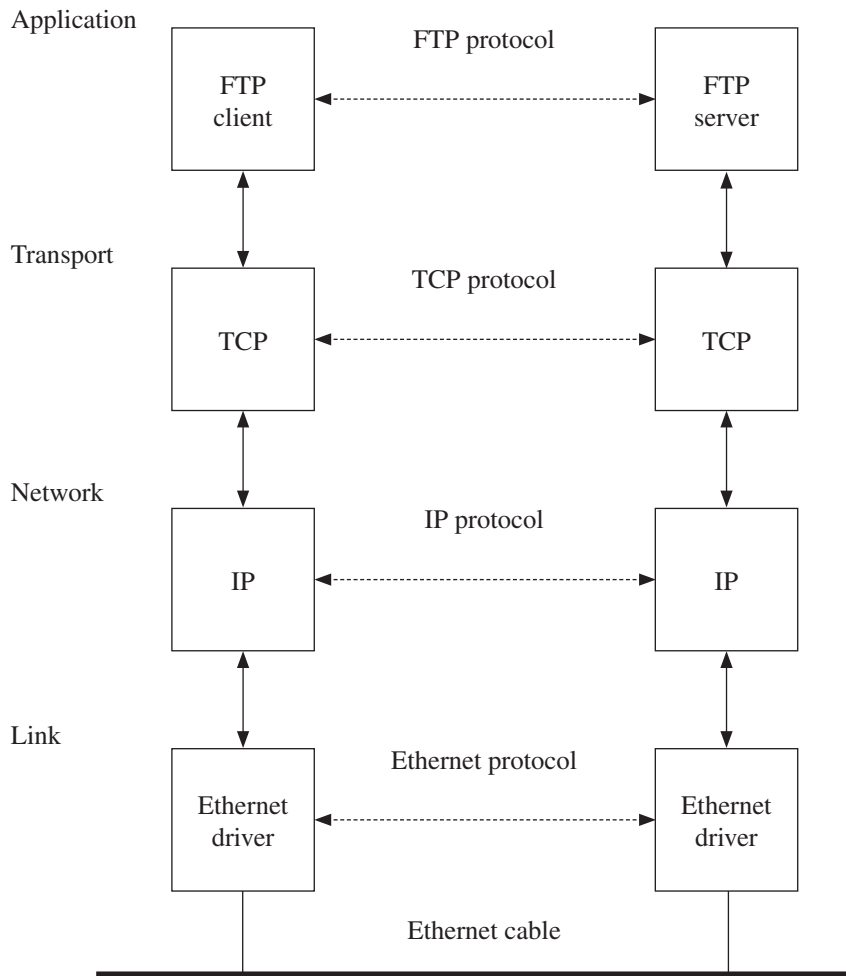 Application
FTP protocol
FTP
client
FTP
server
Transport
TCP protocol
TCP
TCP
Network
IP protocol
IP
IP
Link
Ethernet protocol
Ethernet
driver
Ethernet
driver
Ethernet cable